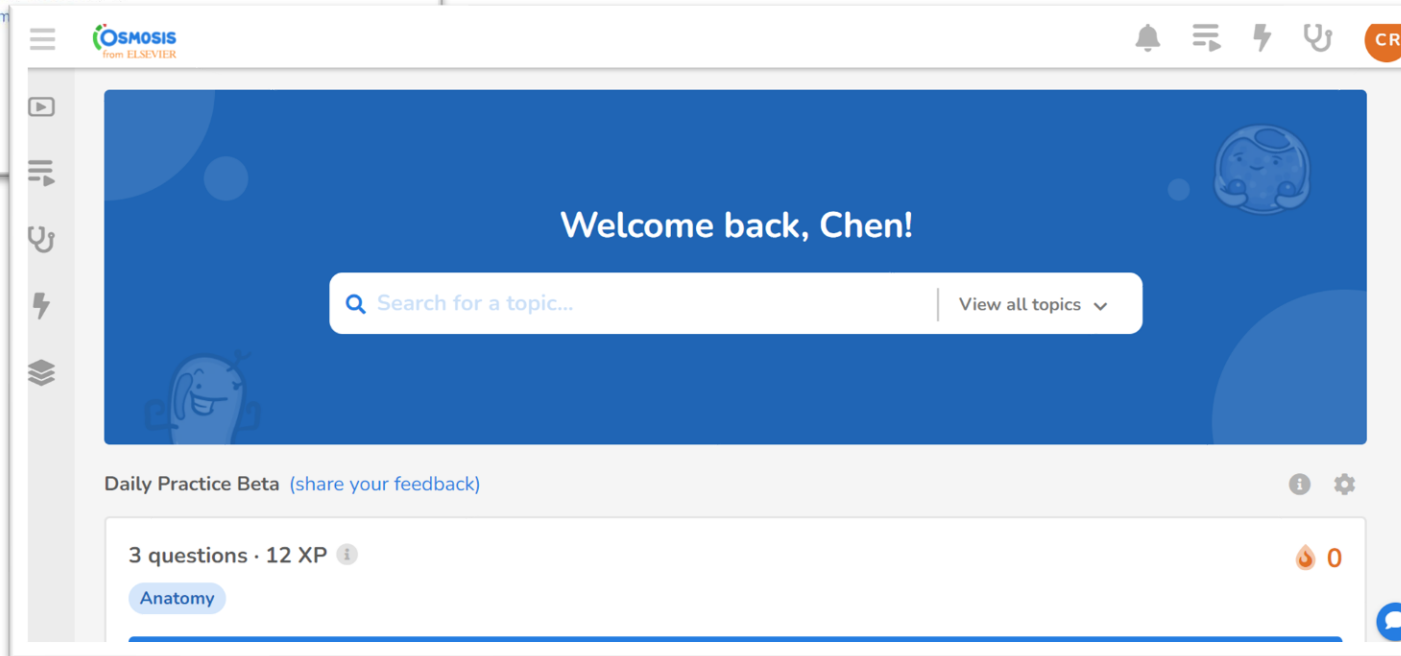 m
OSMOSIS
from ELSEVIER
CR
Welcome back, Chen!
Search for a topic...
View all topics
Daily Practice Beta (share your feedback)
3 questions · 12 XP
0
Anatomy